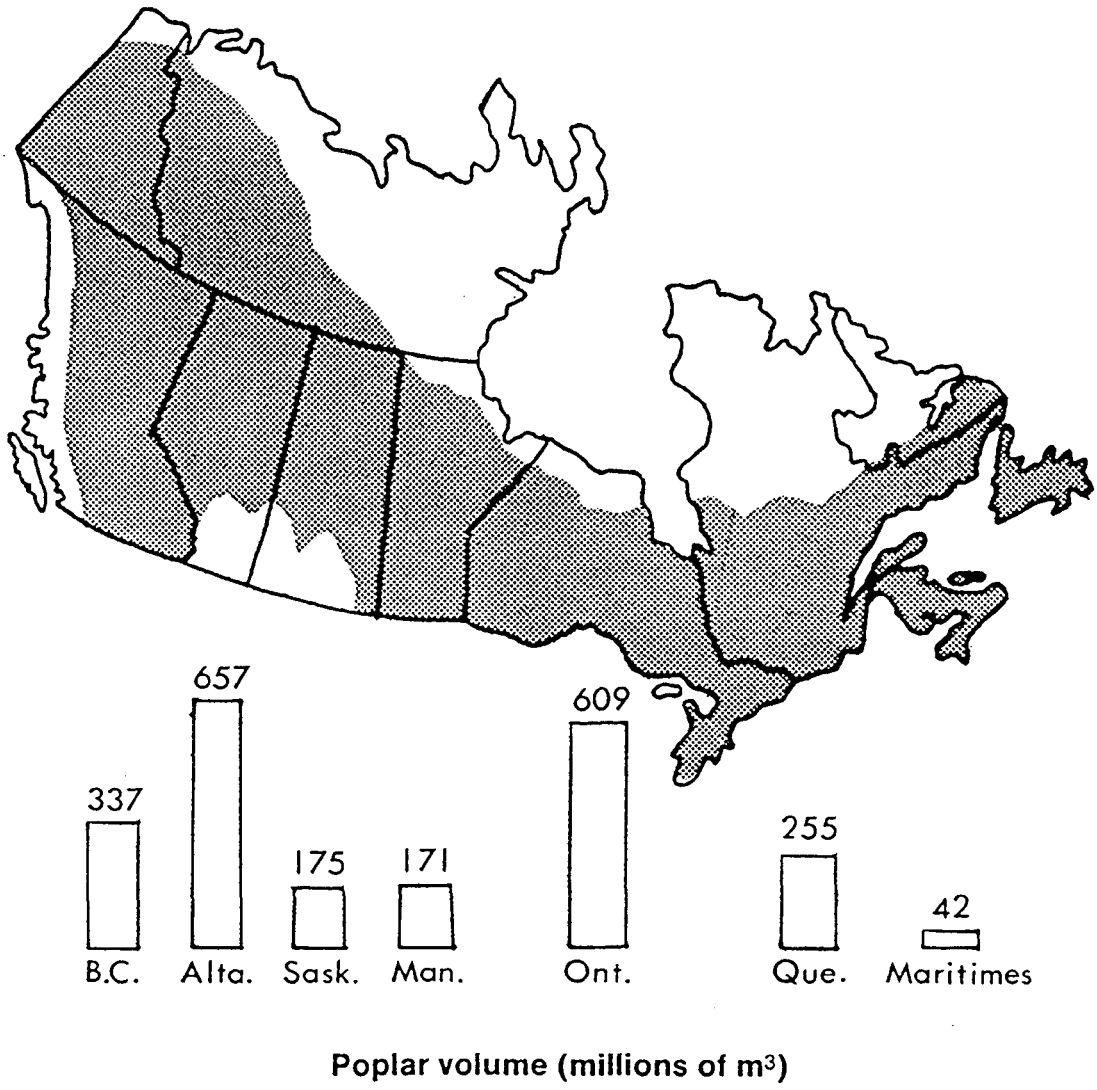 657
609
337
255
175
171
42
B.C.
Alta.
Sask.
Man.
Ont.
Que.
Maritimes
Poplar volume (millions of m³)